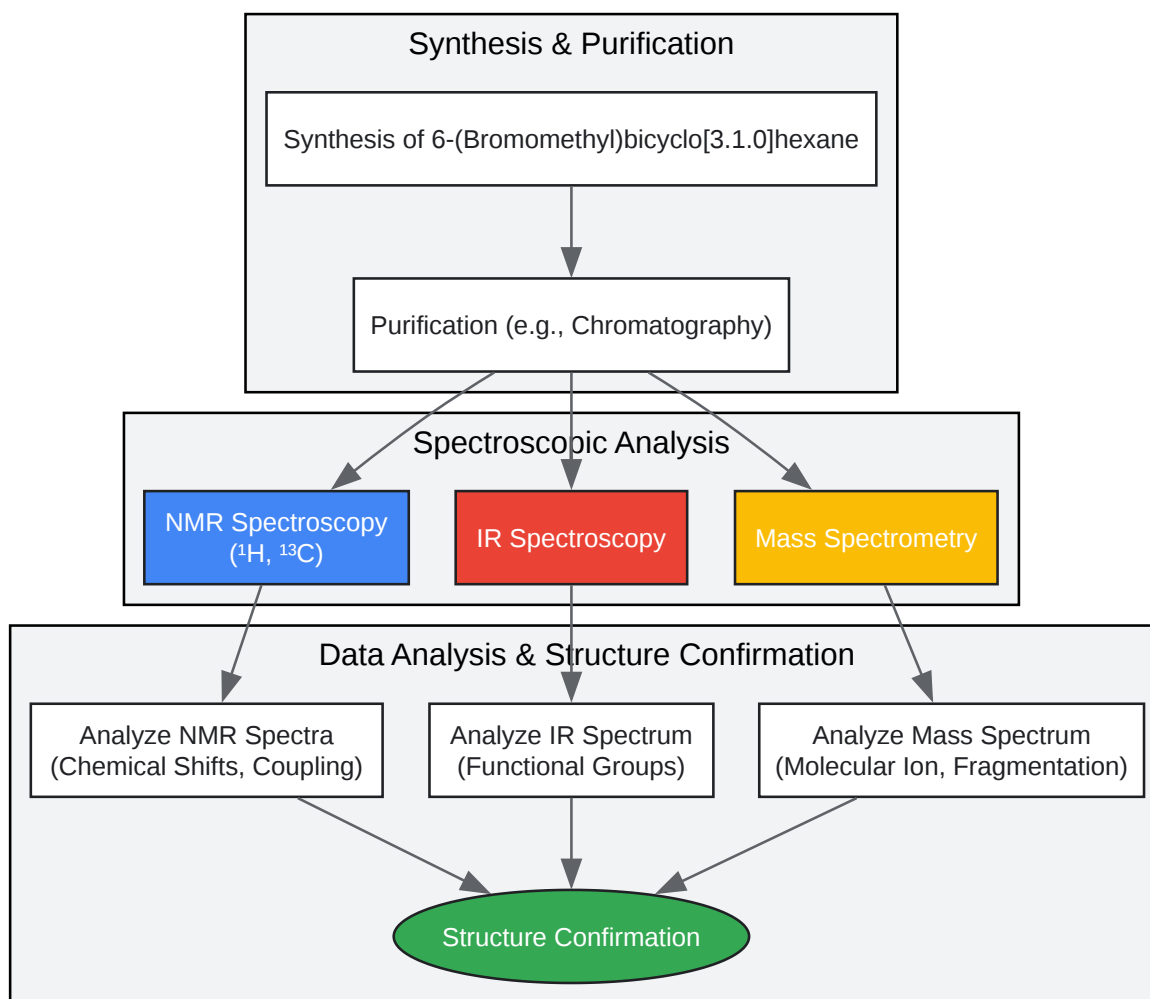 Synthesis & Purification
Synthesis of 6-(Bromomethyl)bicyclo[3.1.0]hexane
Purification (e.g., Chromatography)
Spectroscopic Analysis
NMR Spectroscopy
(¹H, ¹³C)
IR Spectroscopy
Mass Spectrometry
Data Analysis & Structure Confirmation
Analyze NMR Spectra
(Chemical Shifts, Coupling)
Analyze IR Spectrum
(Functional Groups)
Analyze Mass Spectrum
(Molecular Ion, Fragmentation)
Structure Confirmation